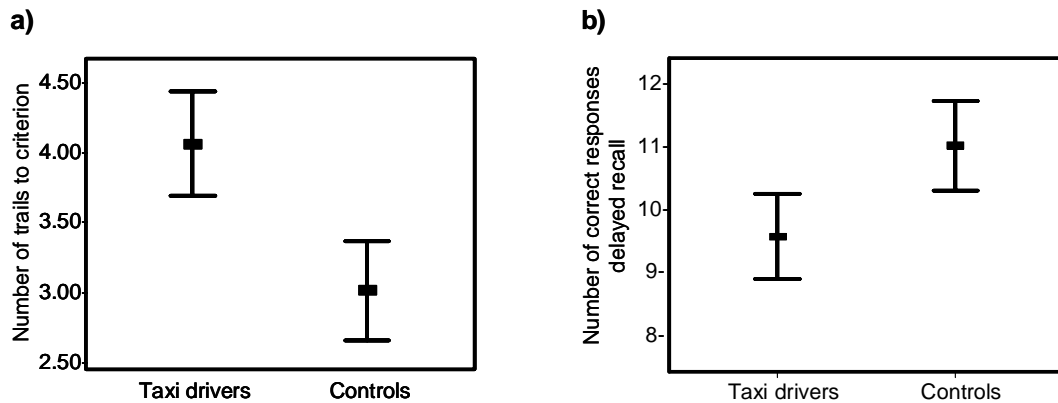 a)
Number of trails to criterion
4.50
4.00
3.50
3.00
2.50
Taxi drivers
Controls
b)
Number of correct responses
delayed recall
12
11
10
9
8
Taxi drivers
Controls